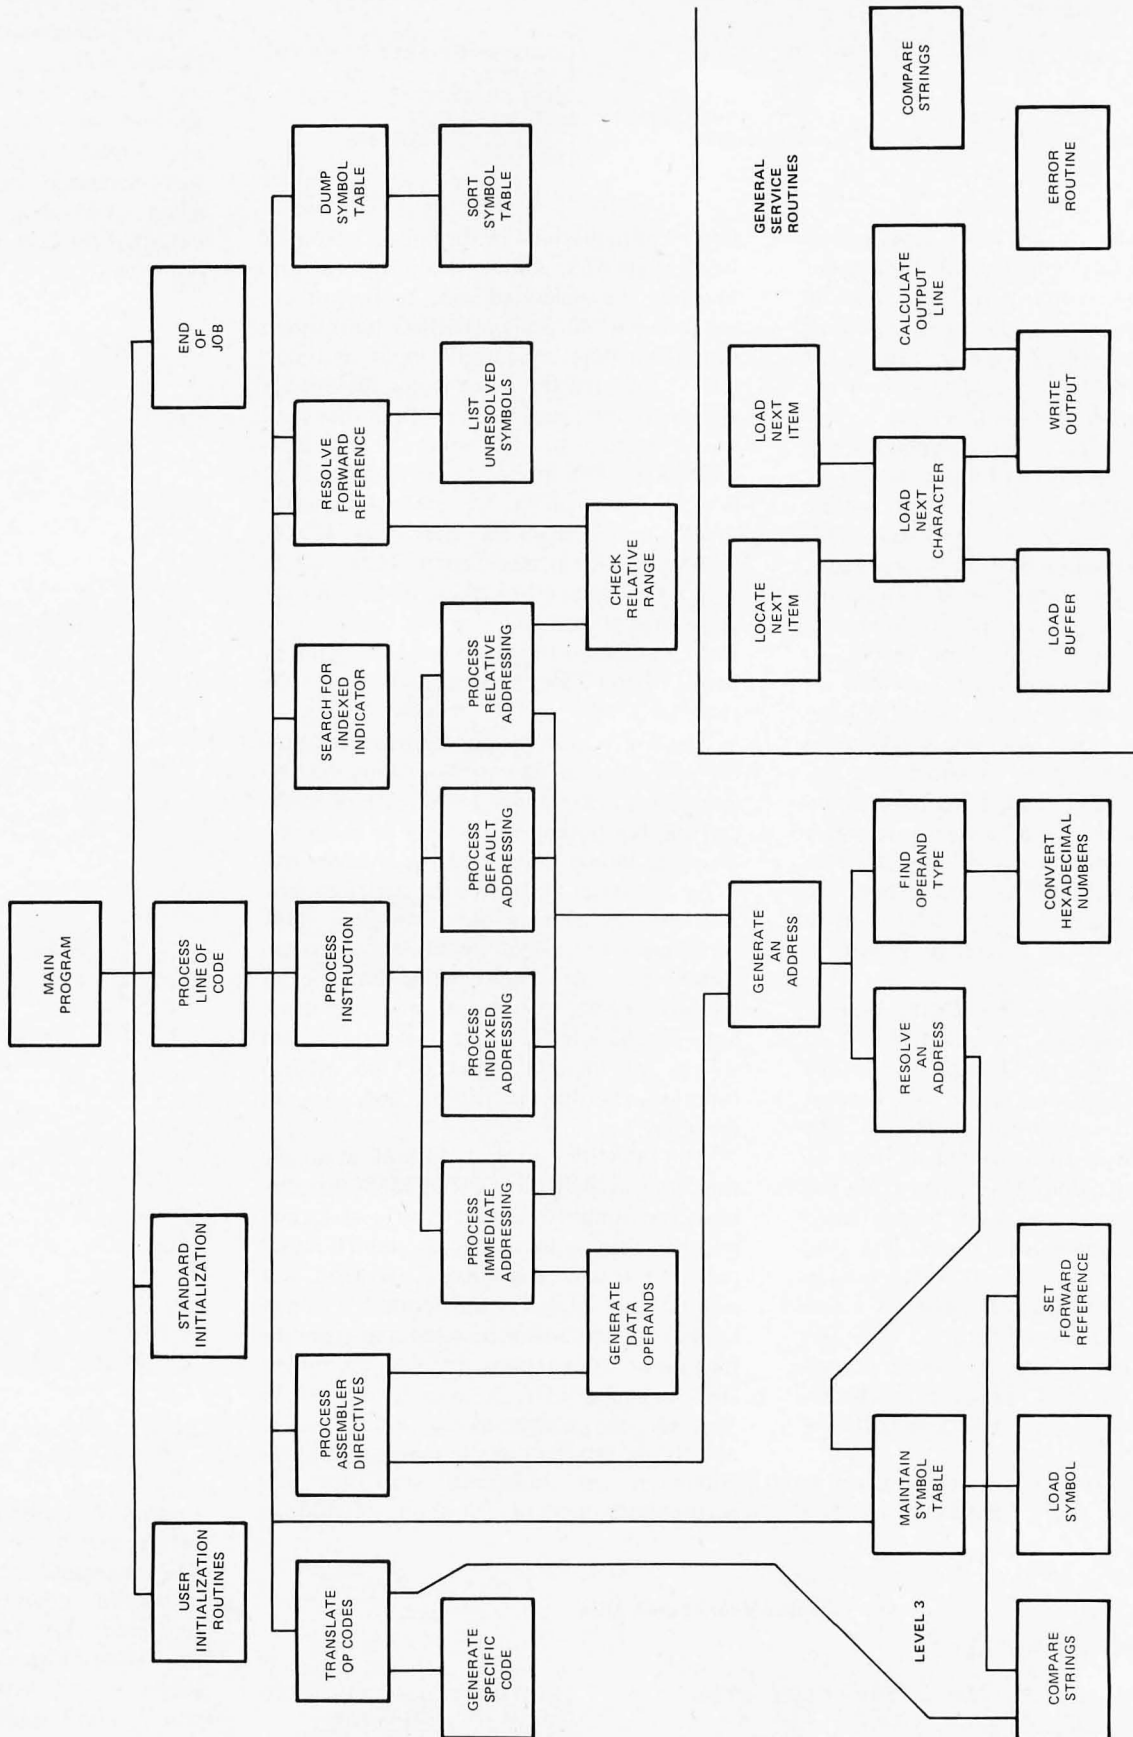 MAIN
PROGRAM
USER
INITIALIZATION
ROUTINES
STANDARD
INITIALIZATION
PROCESS
LINE OF
CODE
END
OF
JOB
TRANSLATE
OP CODES
PROCESS
ASSEMBLER
DIRECTIVES
PROCESS
INSTRUCTION
SEARCH FOR
INDEXED
INDICATOR
RESOLVE
FORWARD
REFERENCE
DUMP
SYMBOL
TABLE
GENERATE
SPECIFIC
CODE
PROCESS
IMMEDIATE
ADDRESSING
PROCESS
INDEXED
ADDRESSING
PROCESS
DEFAULT
ADDRESSING
PROCESS
RELATIVE
ADDRESSING
LIST
UNRESOLVED
SYMBOLS
SORT
SYMBOL
TABLE
GENERATE
DATA
OPERANDS
CHECK
RELATIVE
RANGE
GENERATE
AN
ADDRESS
LOCATE
NEXT
ITEM
LOAD
NEXT
ITEM
GENERAL
SERVICE
ROUTINES
MAINTAIN
SYMBOL
TABLE
RESOLVE
AN
ADDRESS
FIND
OPERAND
TYPE
LOAD
NEXT
CHARACTER
CALCULATE
OUTPUT
LINE
COMPARE
STRINGS
LEVEL 3
COMPARE
STRINGS
LOAD
SYMBOL
SET
FORWARD
REFERENCE
CONVERT
HEXADECIMAL
NUMBERS
LOAD
BUFFER
WRITE
OUTPUT
ERROR
ROUTINE